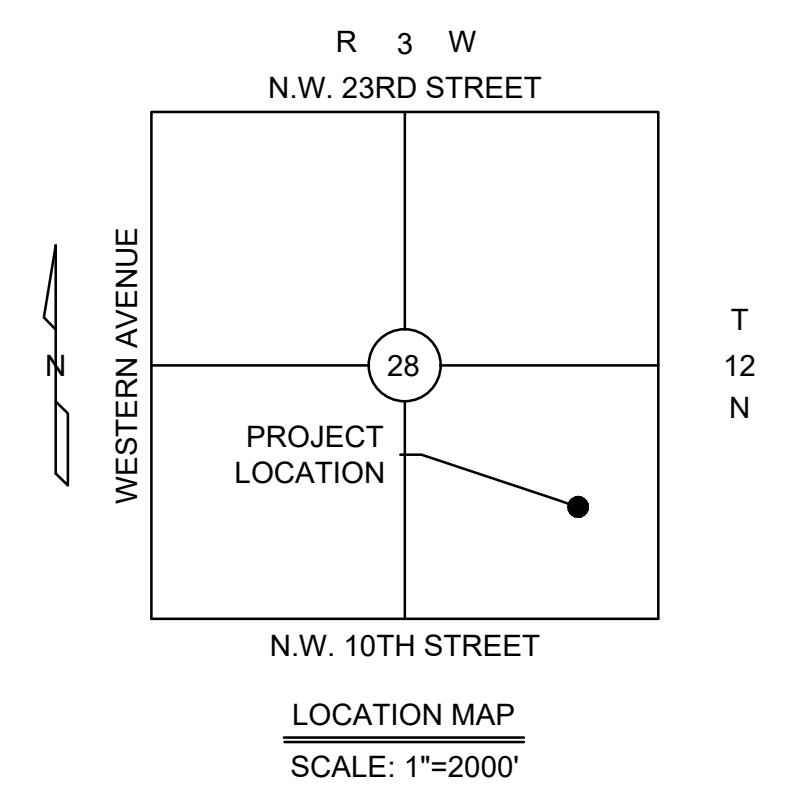 R 3 W
N.W. 23RD STREET
WESTERN AVENUE
N
28
T
12
N
PROJECT
LOCATION
N.W. 10TH STREET
LOCATION MAP
SCALE: 1"=2000'